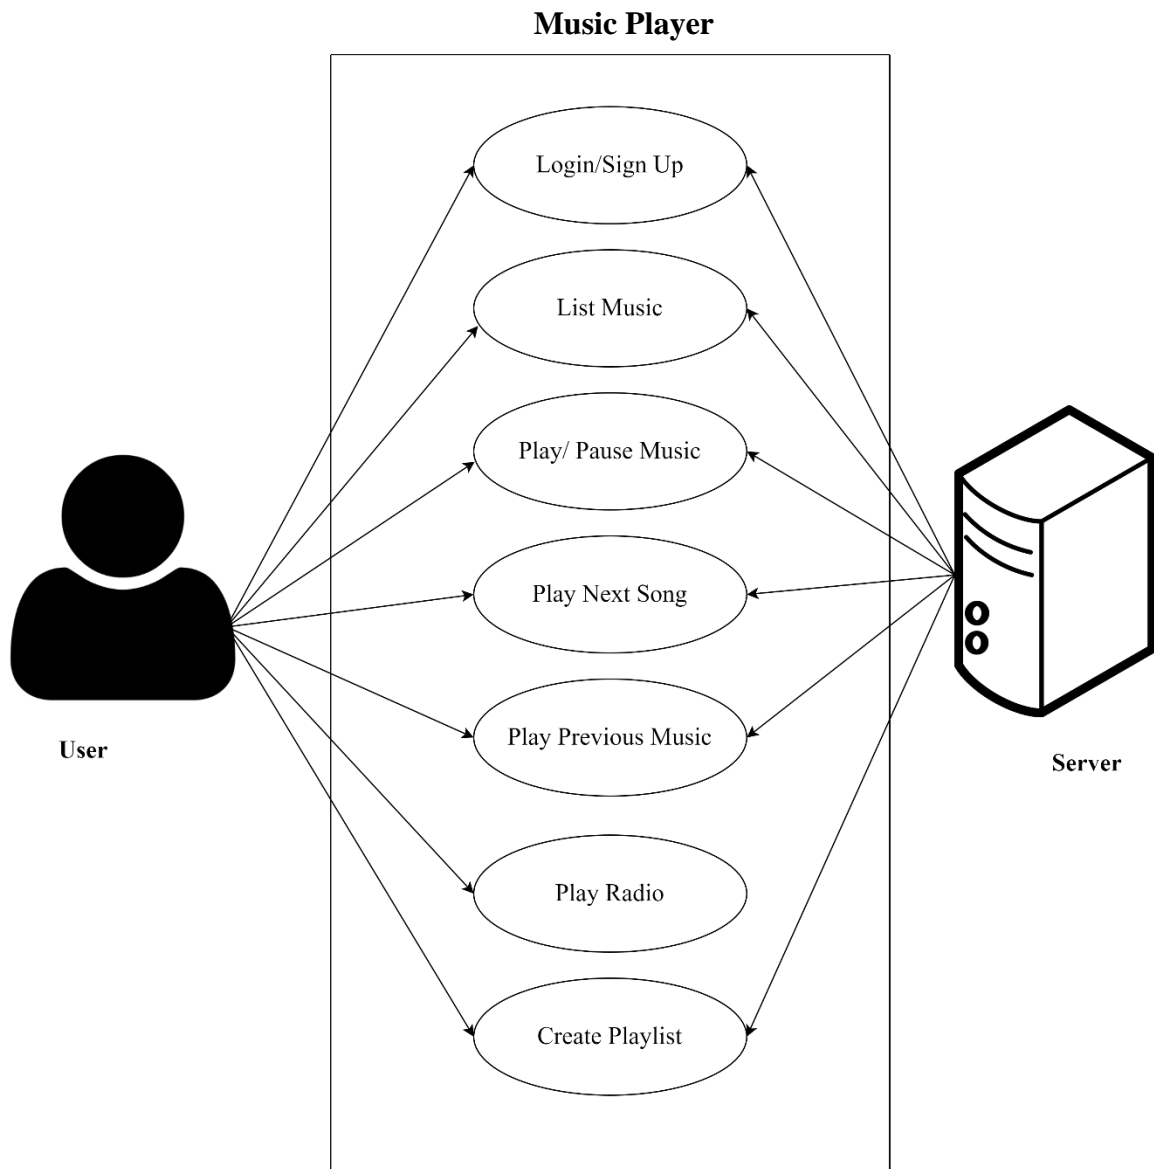 Music Player
Login/Sign Up
List Music
Play/ Pause Music
Play Next Song
Play Previous Music
User
Server
Play Radio
Create Playlist